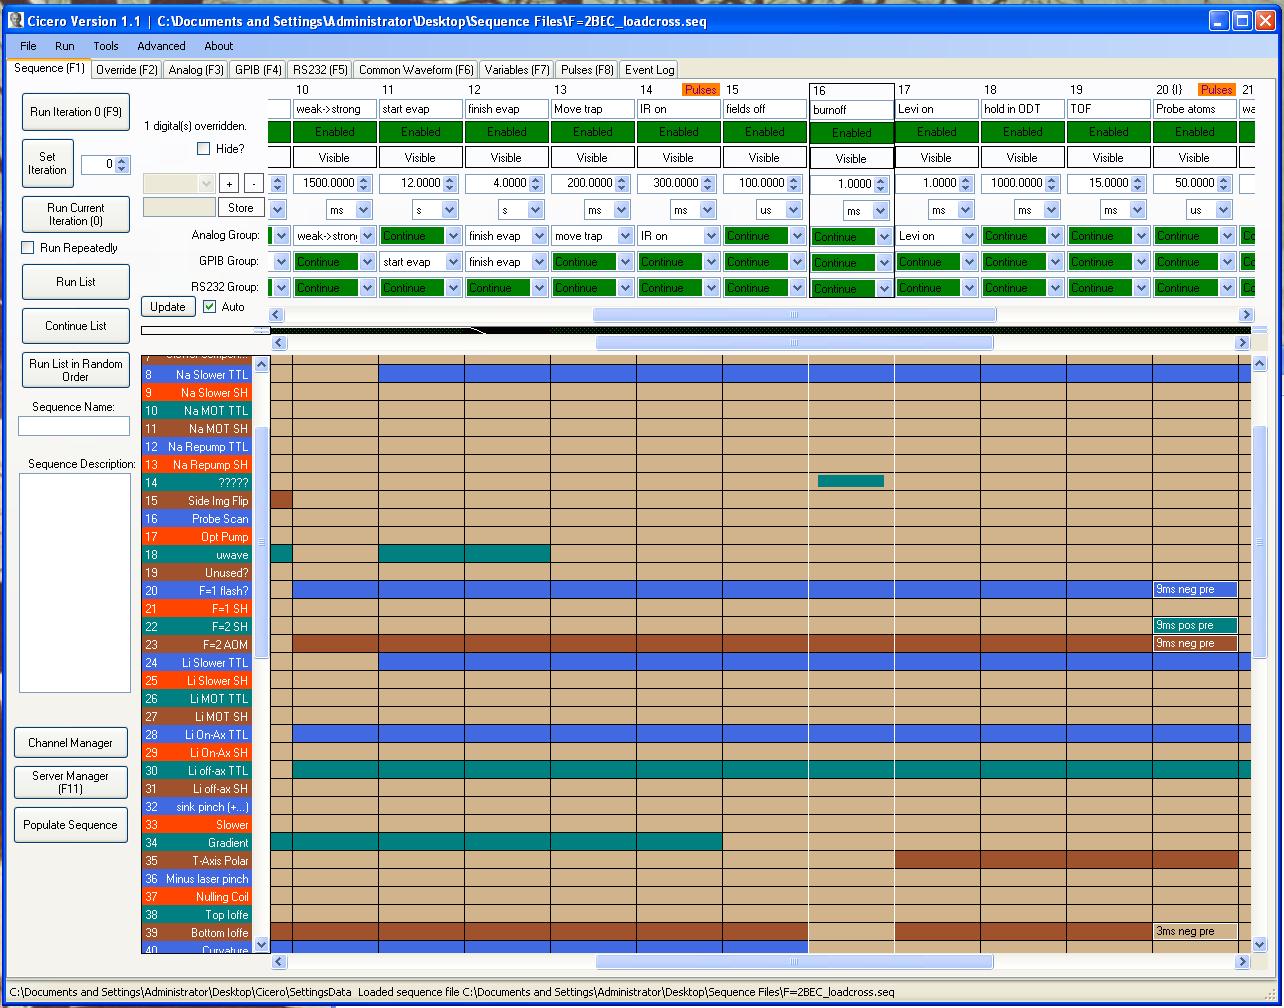 Cicero Version 1.1 | C:\Documents and Settings\Administrator\Desktop\Sequence Files\F=2BEC_loadcross.seq
File Run Tools Advanced About
Sequence (F1) Override (F2) Analog (F3) GPIB (F4) RS232 (F5) Common Waveform (F6) Variables (F7) Pulses (F8) Event Log
10 11 12 13 14 Pulses 15 16 17 18 19 20 {|} Pulses 21
Run Iteration 0 (F9)
weak->strong start evap finish evap Move trap IR on fields off burnoff Levi on hold in ODT TOF Probe atoms wa
1 digital(s) overridden.
Enabled Enabled Enabled Enabled Enabled Enabled Enabled Enabled Enabled Enabled Enabled
Hide?
Set Iteration 0
Visible Visible Visible Visible Visible Visible Visible Visible Visible Visible Visible
+ - 1500.0000 12.0000 4.0000 200.0000 300.0000 100.0000 1.0000 1.0000 1000.0000 15.0000 50.0000
Run Current Iteration (0)
Store ms s s ms ms us ms ms ms ms us
Analog Group: weak->stron Continue finish evap move trap IR on Continue Continue Levi on Continue Continue Continue Co
Run Repeatedly
GPIB Group: Continue start evap finish evap Continue Continue Continue Continue Continue Continue Continue Continue Co
Run List
RS232 Group: Continue Continue Continue Continue Continue Continue Continue Continue Continue Continue Continue Co
Update Auto
Continue List
Run List in Random Order
Sequence Name:
Sequence Description:
Channel Manager
Server Manager (F11)
Populate Sequence
8 Na Slower TTL
9 Na Slower SH
10 Na MOT TTL
11 Na MOT SH
12 Na Repump TTL
13 Na Repump SH
14 ?????
15 Side Img Flip
16 Probe Scan
17 Opt Pump
18 uwave
19 Unused?
20 F=1 flash? 9ms neg pre
21 F=1 SH
22 F=2 SH 9ms pos pre
23 F=2 AOM 9ms neg pre
24 Li Slower TTL
25 Li Slower SH
26 Li MOT TTL
27 Li MOT SH
28 Li On-Ax TTL
29 Li On-Ax SH
30 Li off-ax TTL
31 Li off-ax SH
32 sink pinch (+...)
33 Slower
34 Gradient
35 T-Axis Polar
36 Minus laser pinch
37 Nulling Coil
38 Top Ioffe
39 Bottom Ioffe 3ms neg pre
40 Curvature
C:\Documents and Settings\Administrator\Desktop\Cicero\SettingsData Loaded sequence file C:\Documents and Settings\Administrator\Desktop\Sequence Files\F=2BEC_loadcross.seq